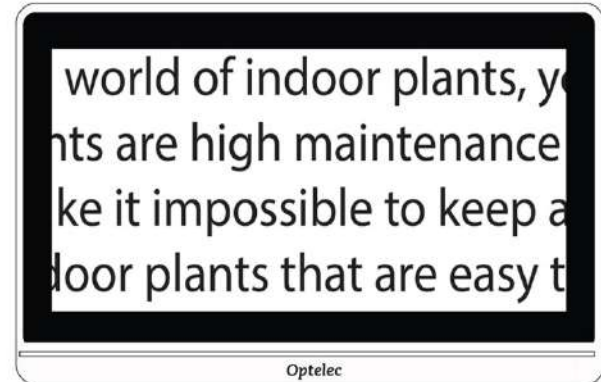 world of indoor plants, y
nts are high maintenance
ke it impossible to keep a
door plants that are easy t
Optelec